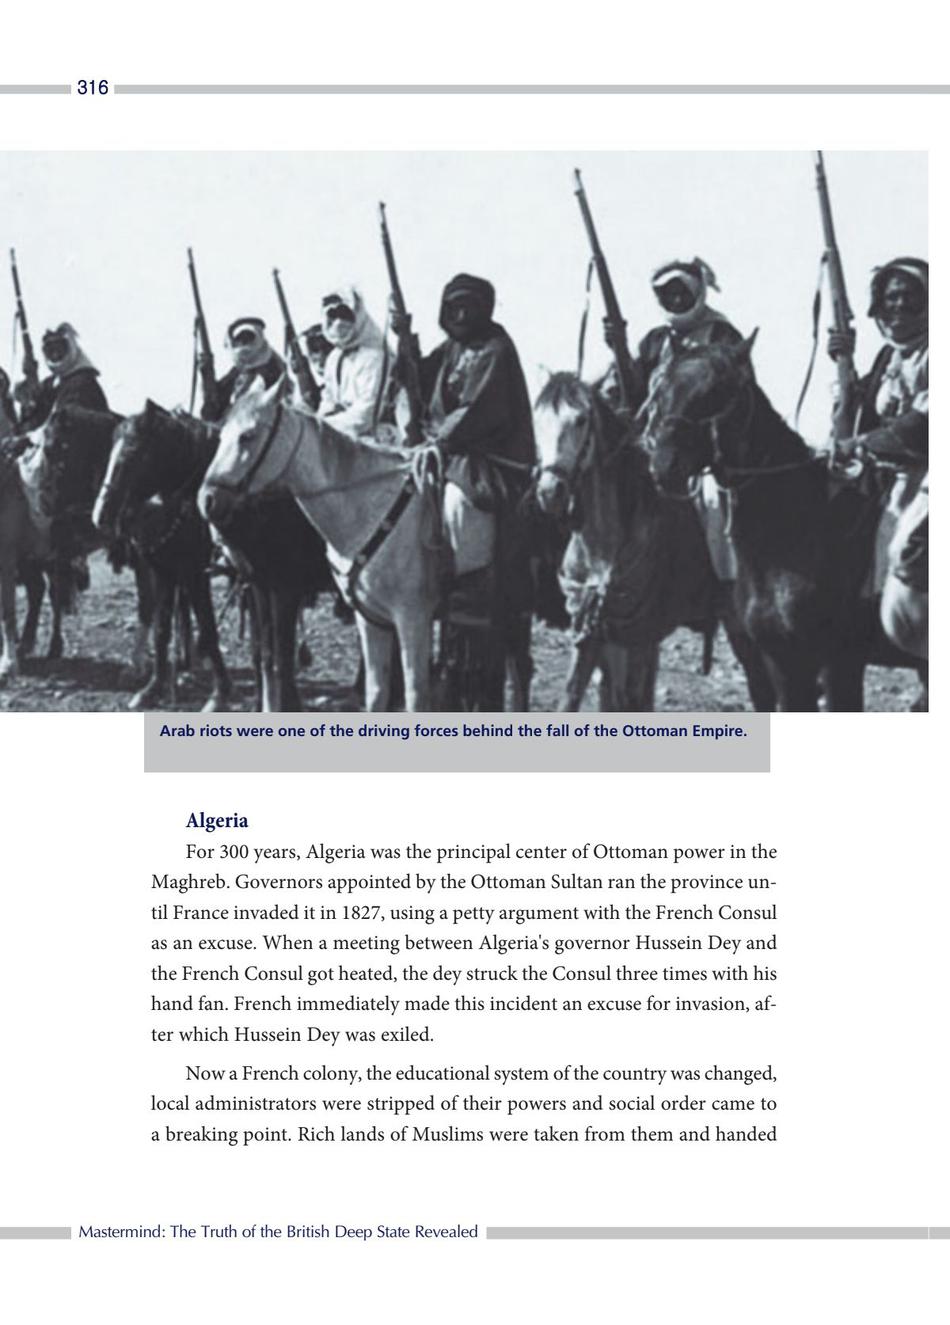 316
Arab riots were one of the driving forces behind the fall of the Ottoman Empire.
Algeria
For 300 years, Algeria was the principal center of Ottoman power in the
Maghreb. Governors appointed by the Ottoman Sultan ran the province un-
til France invaded it in 1827, using a petty argument with the French Consul
as an excuse. When a meeting between Algeria's governor Hussein Dey and
the French Consul got heated, the dey struck the Consul three times with his
hand fan. French immediately made this incident an excuse for invasion, af-
ter which Hussein Dey was exiled.
Now a French colony, the educational system of the country was changed,
local administrators were stripped of their powers and social order came to
a breaking point. Rich lands of Muslims were taken from them and handed
Mastermind: The Truth of the British Deep State Revealed